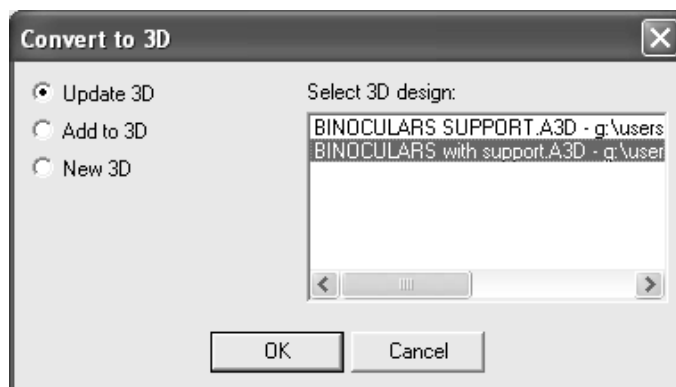 Convert to 3D
Update 3D
Add to 3D
New 3D
Select 3D design:
BINOCULARS SUPPORT.A3D - g:\users
BINOCULARS with support.A3D - g:\user
OK
Cancel